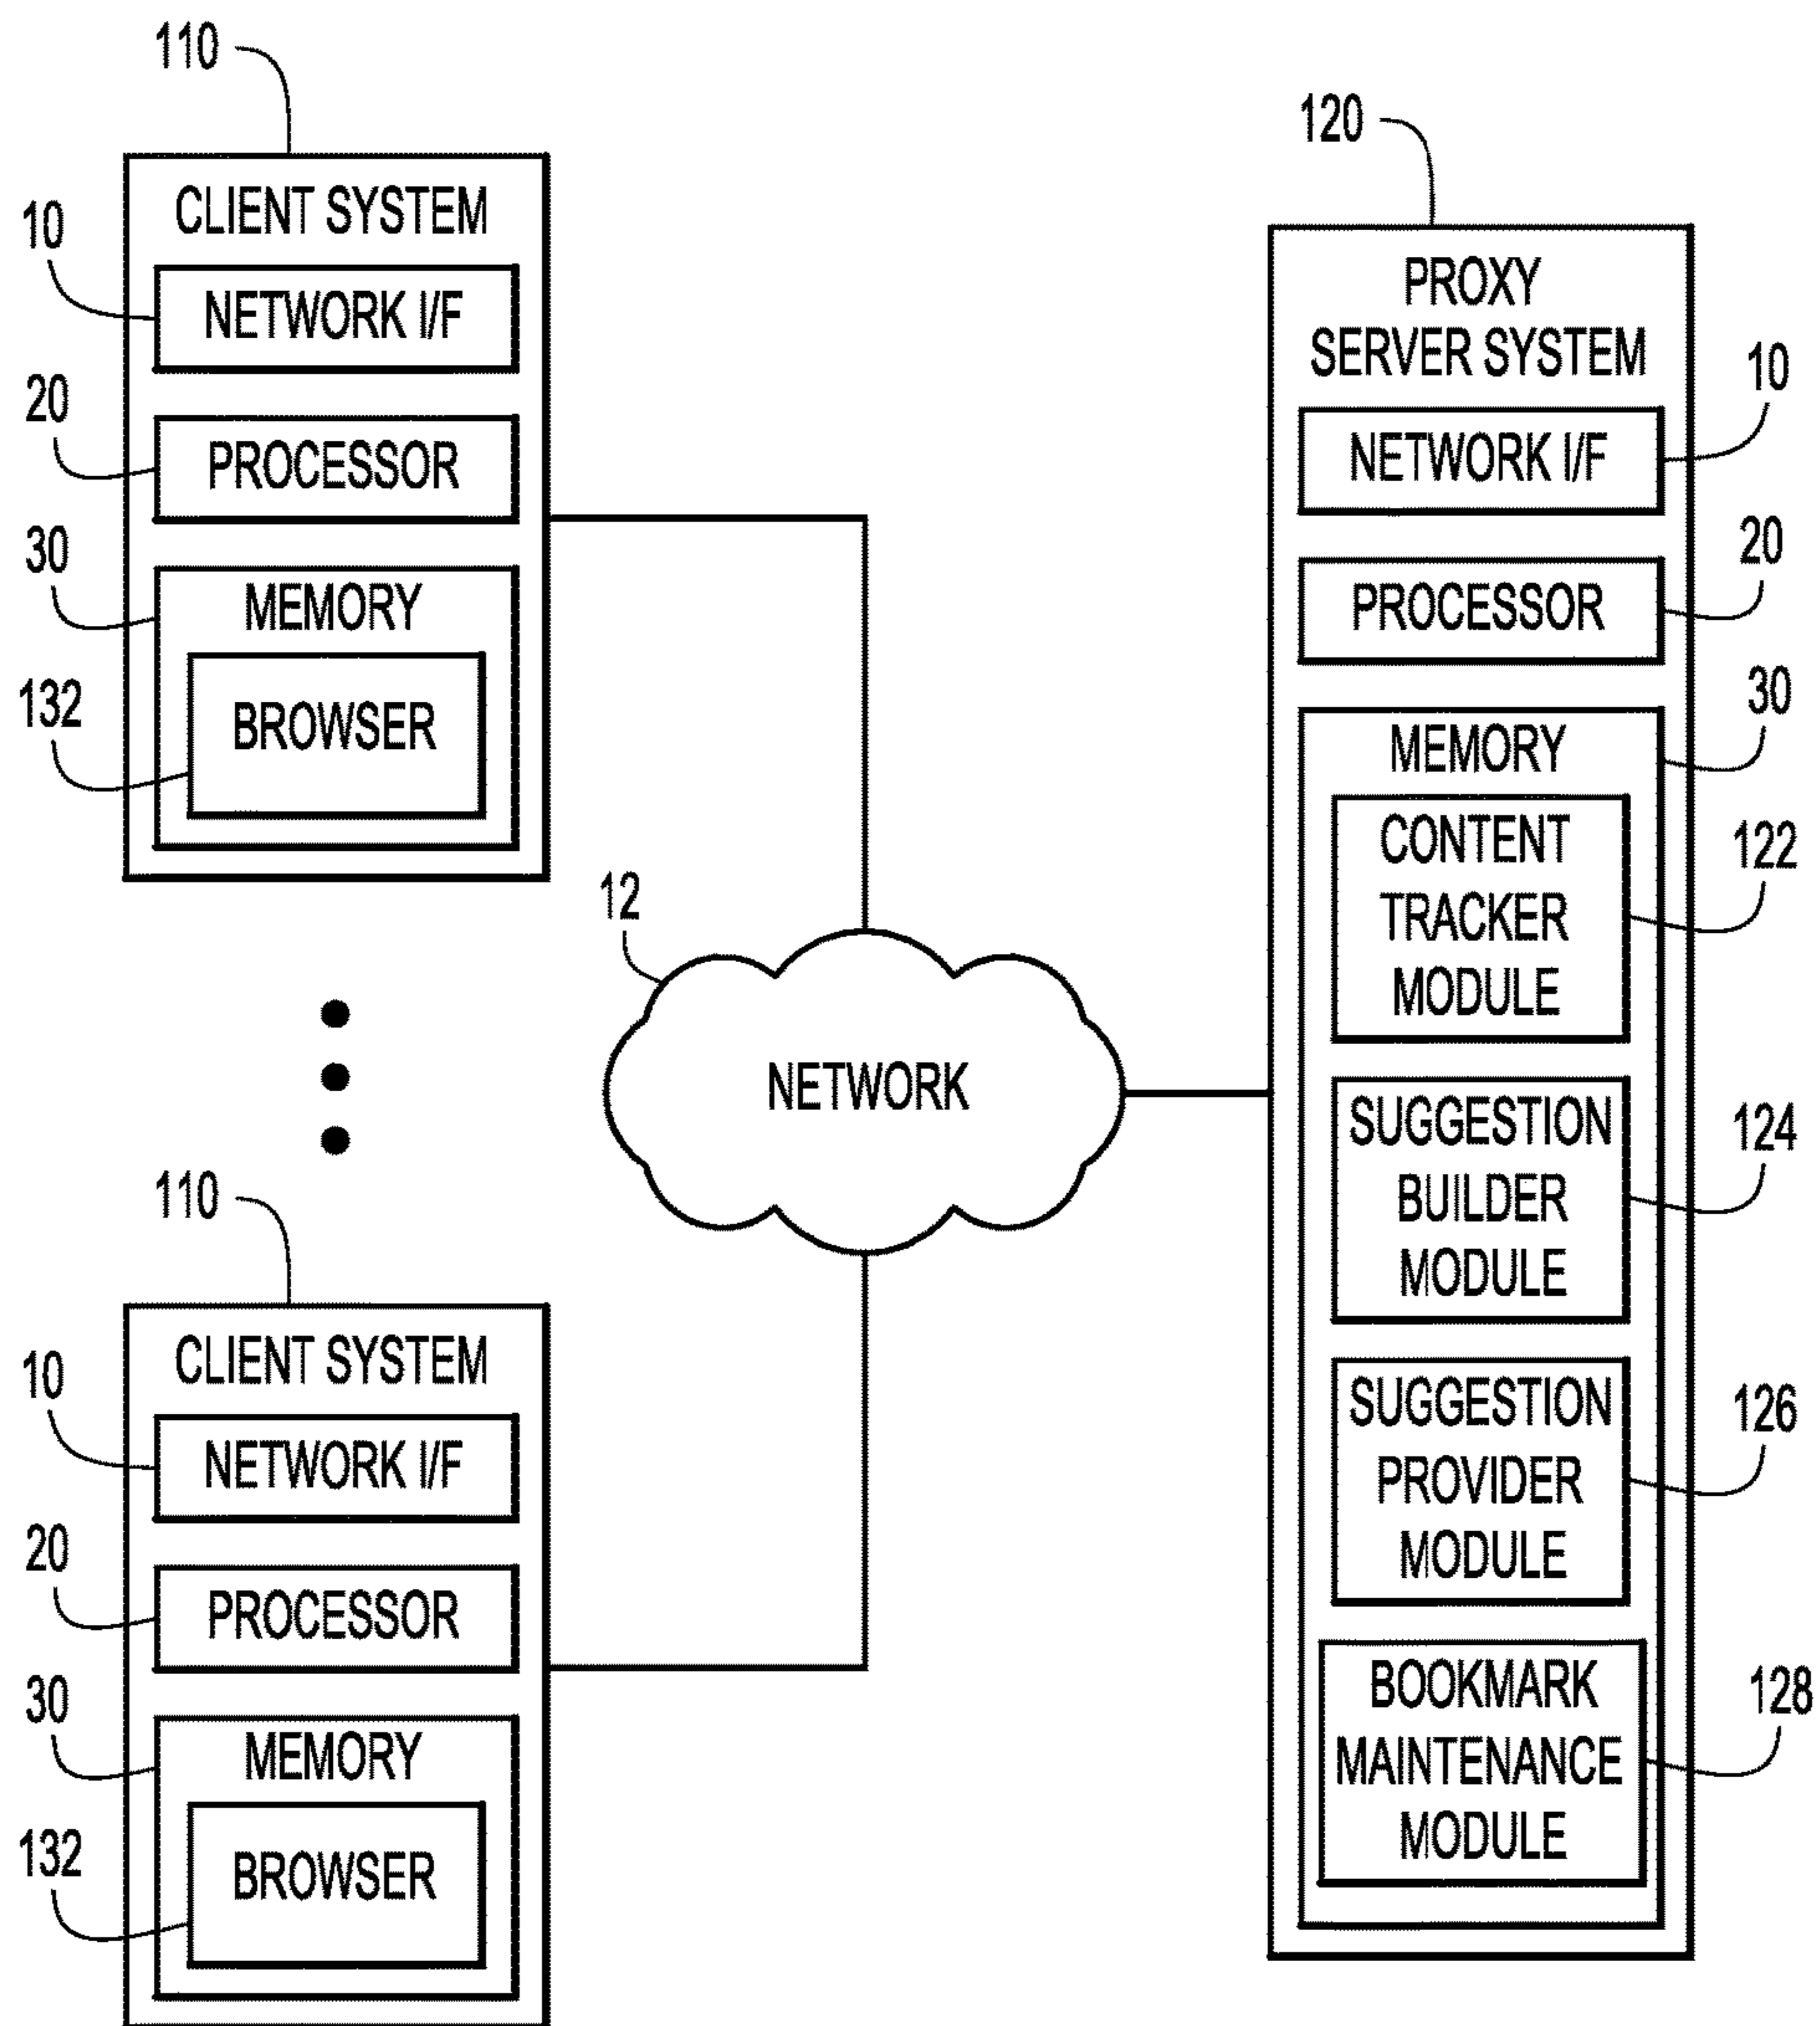 110
CLIENT SYSTEM
10
NETWORK I/F
20
PROCESSOR
30
MEMORY
132
BROWSER
12
NETWORK
110
CLIENT SYSTEM
10
NETWORK I/F
20
PROCESSOR
30
MEMORY
132
BROWSER
120
PROXY
SERVER SYSTEM
10
NETWORK I/F
20
PROCESSOR
30
MEMORY
CONTENT
TRACKER
MODULE
122
SUGGESTION
BUILDER
MODULE
124
SUGGESTION
PROVIDER
MODULE
126
BOOKMARK
MAINTENANCE
MODULE
128